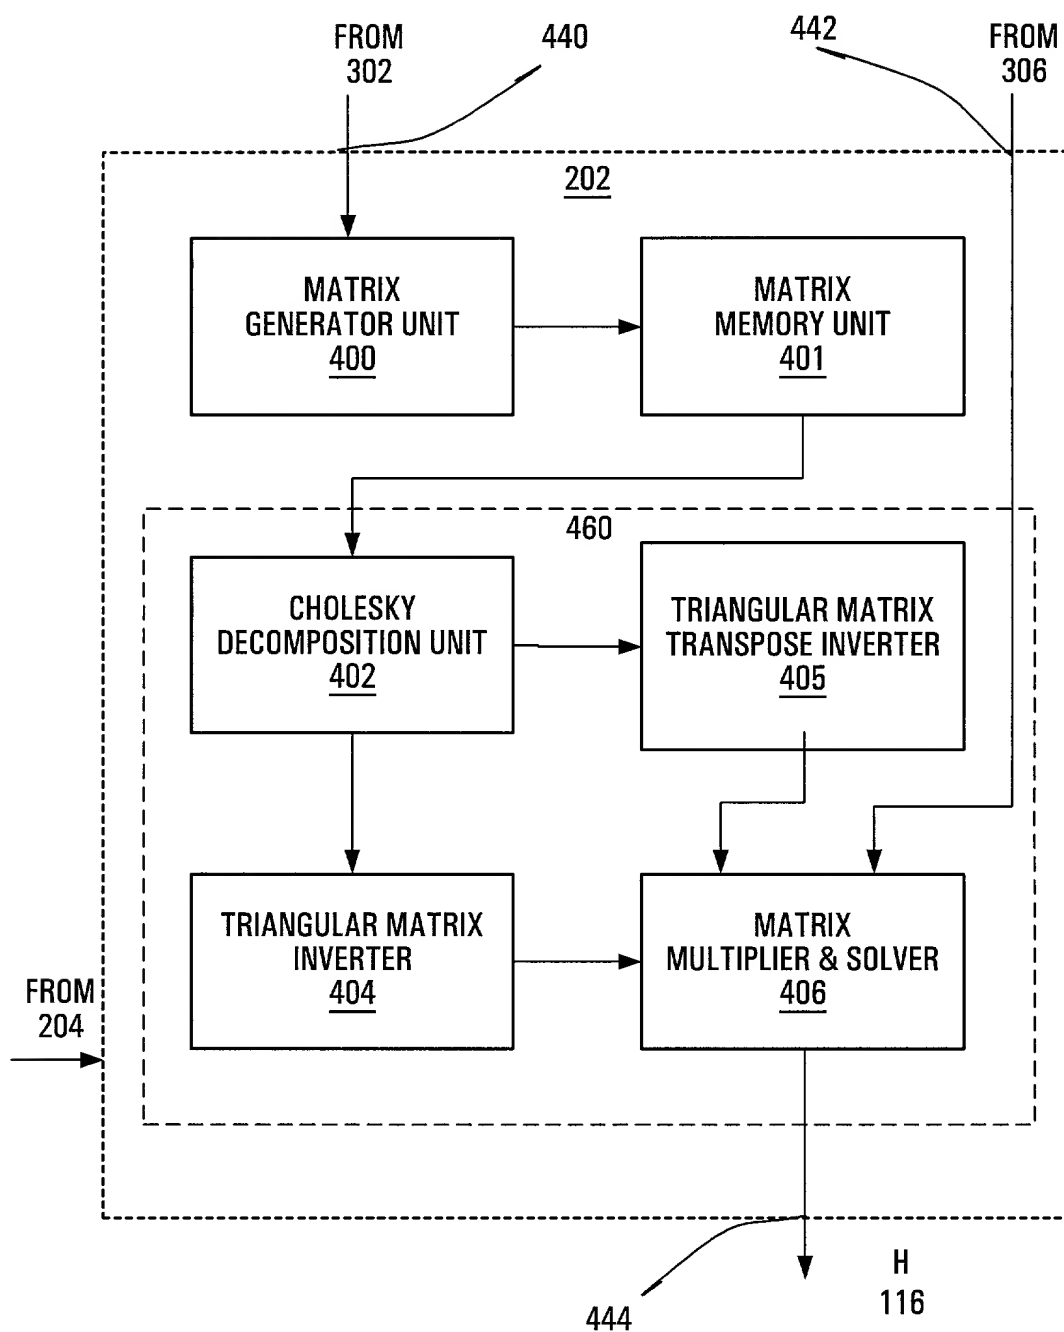 FROM
302
440
442
FROM
306
202
MATRIX
GENERATOR UNIT
400
MATRIX
MEMORY UNIT
401
460
CHOLESKY
DECOMPOSITION UNIT
402
TRIANGULAR MATRIX
TRANSPOSE INVERTER
405
TRIANGULAR MATRIX
INVERTER
404
MATRIX
MULTIPLIER & SOLVER
406
FROM
204
444
H
116